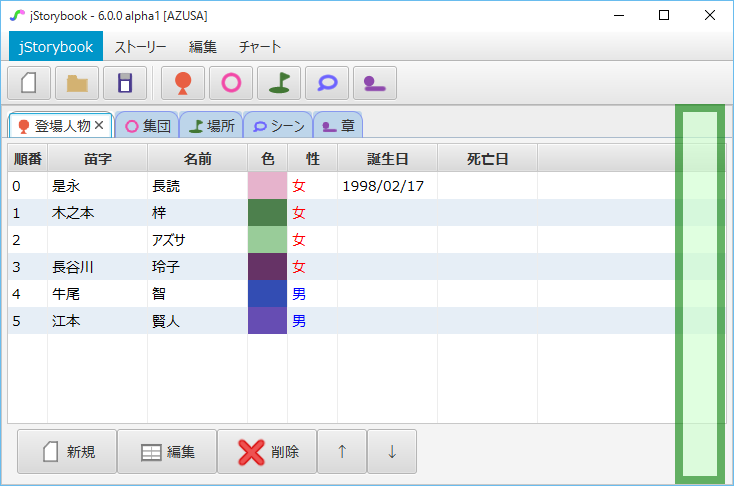 jStorybook - 6.0.0 alpha1 [AZUSA]
jStorybook ストーリー 編集 チャート
登場人物 集団 場所 シーン 章
順番 苗字 名前 色 性 誕生日 死亡日
0 是永 長読 女 1998/02/17
1 木之本 梓 女
2 アズサ 女
3 長谷川 玲子 女
4 牛尾 智 男
5 江本 賢人 男
新規 編集 削除 ↑ ↓